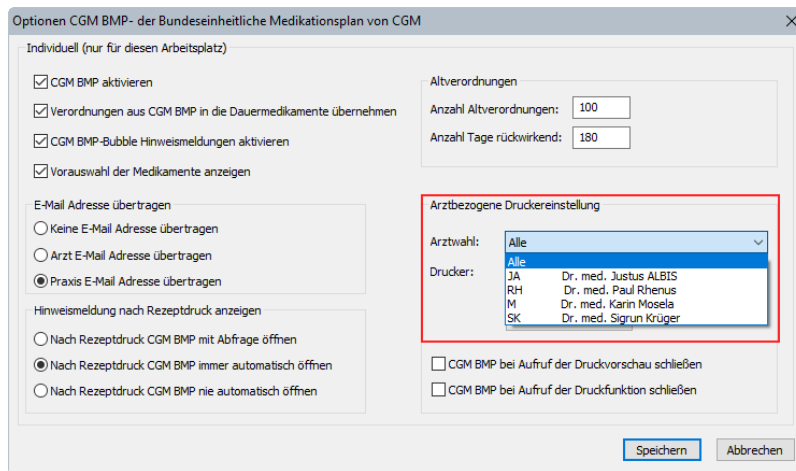 Optionen CGM BMP- der Bundeseinheitliche Medikationsplan von CGM
Individuell (nur für diesen Arbeitsplatz)
CGM BMP aktivieren
Verordnungen aus CGM BMP in die Dauermedikamente übernehmen
CGM BMP-Bubble Hinweismeldungen aktivieren
Vorauswahl der Medikamente anzeigen
E-Mail Adresse übertragen
Keine E-Mail Adresse übertragen
Arzt E-Mail Adresse übertragen
Praxis E-Mail Adresse übertragen
Hinweismeldung nach Rezeptdruck anzeigen
Nach Rezeptdruck CGM BMP mit Abfrage öffnen
Nach Rezeptdruck CGM BMP immer automatisch öffnen
Nach Rezeptdruck CGM BMP nie automatisch öffnen
Altverordnungen
Anzahl Altverordnungen: 100
Anzahl Tage rückwirkend: 180
Arztbezogene Druckereinstellung
Arztwahl: Alle
Drucker:
Alle
JA Dr. med. Justus ALBIS
RH Dr. med. Paul Rhenus
M Dr. med. Karin Mosela
SK Dr. med. Sigrun Krüger
CGM BMP bei Aufruf der Druckvorschau schließen
CGM BMP bei Aufruf der Druckfunktion schließen
Speichern Abbrechen